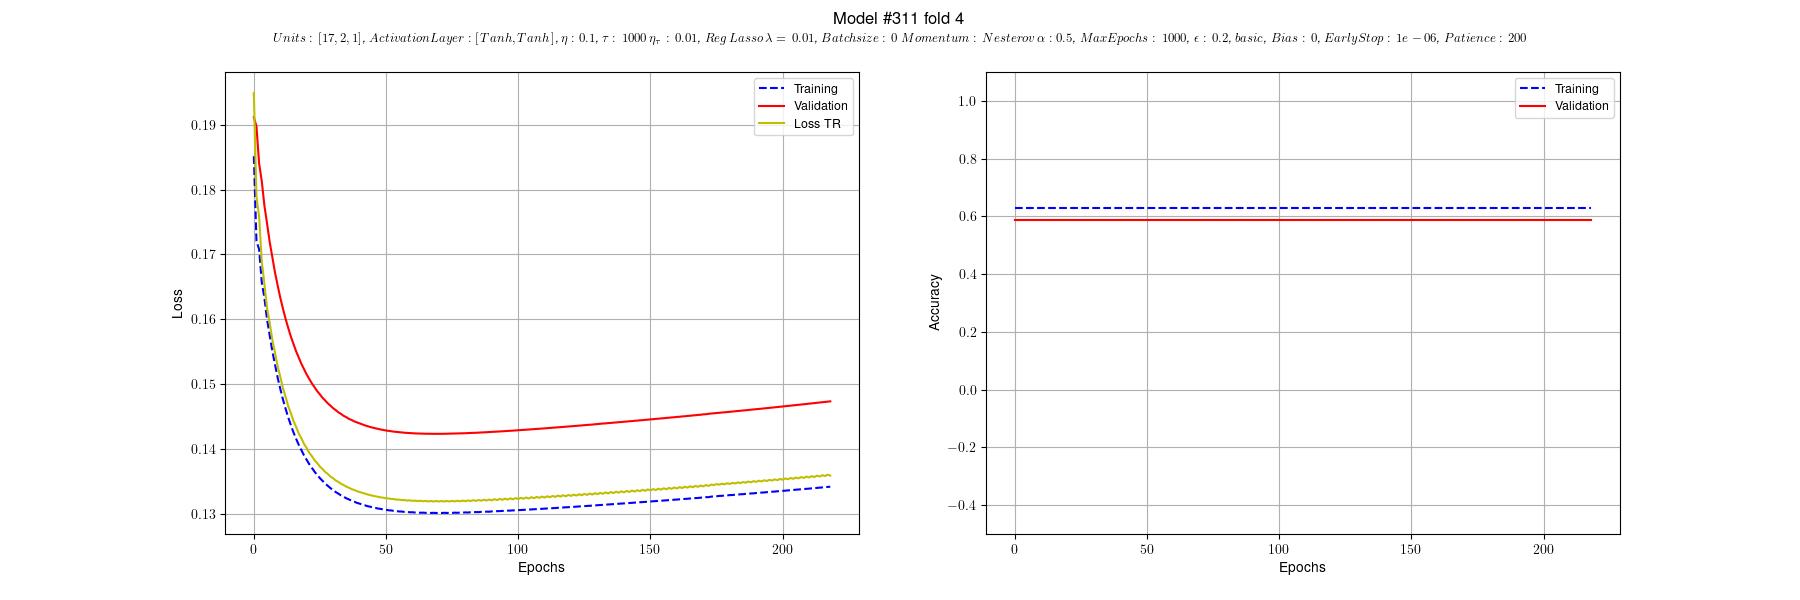 Model #311 fold 4
Units : [17, 2, 1], ActivationLayer : [Tanh, Tanh], η : 0.1, τ : 1000 ητ : 0.01, Reg Lasso λ = 0.01, Batchsize : 0 Momentum : Nesterov α : 0.5, MaxEpochs : 1000, ϵ : 0.2, basic, Bias : 0, EarlyStop : 1e − 06, Patience : 200
Training
Validation
Loss TR
0.19
0.18
0.17
0.16
0.15
0.14
0.13
Loss
0
50
100
150
200
Epochs
Training
Validation
1.0
0.8
0.6
0.4
0.2
0.0
−0.2
−0.4
Accuracy
0
50
100
150
200
Epochs